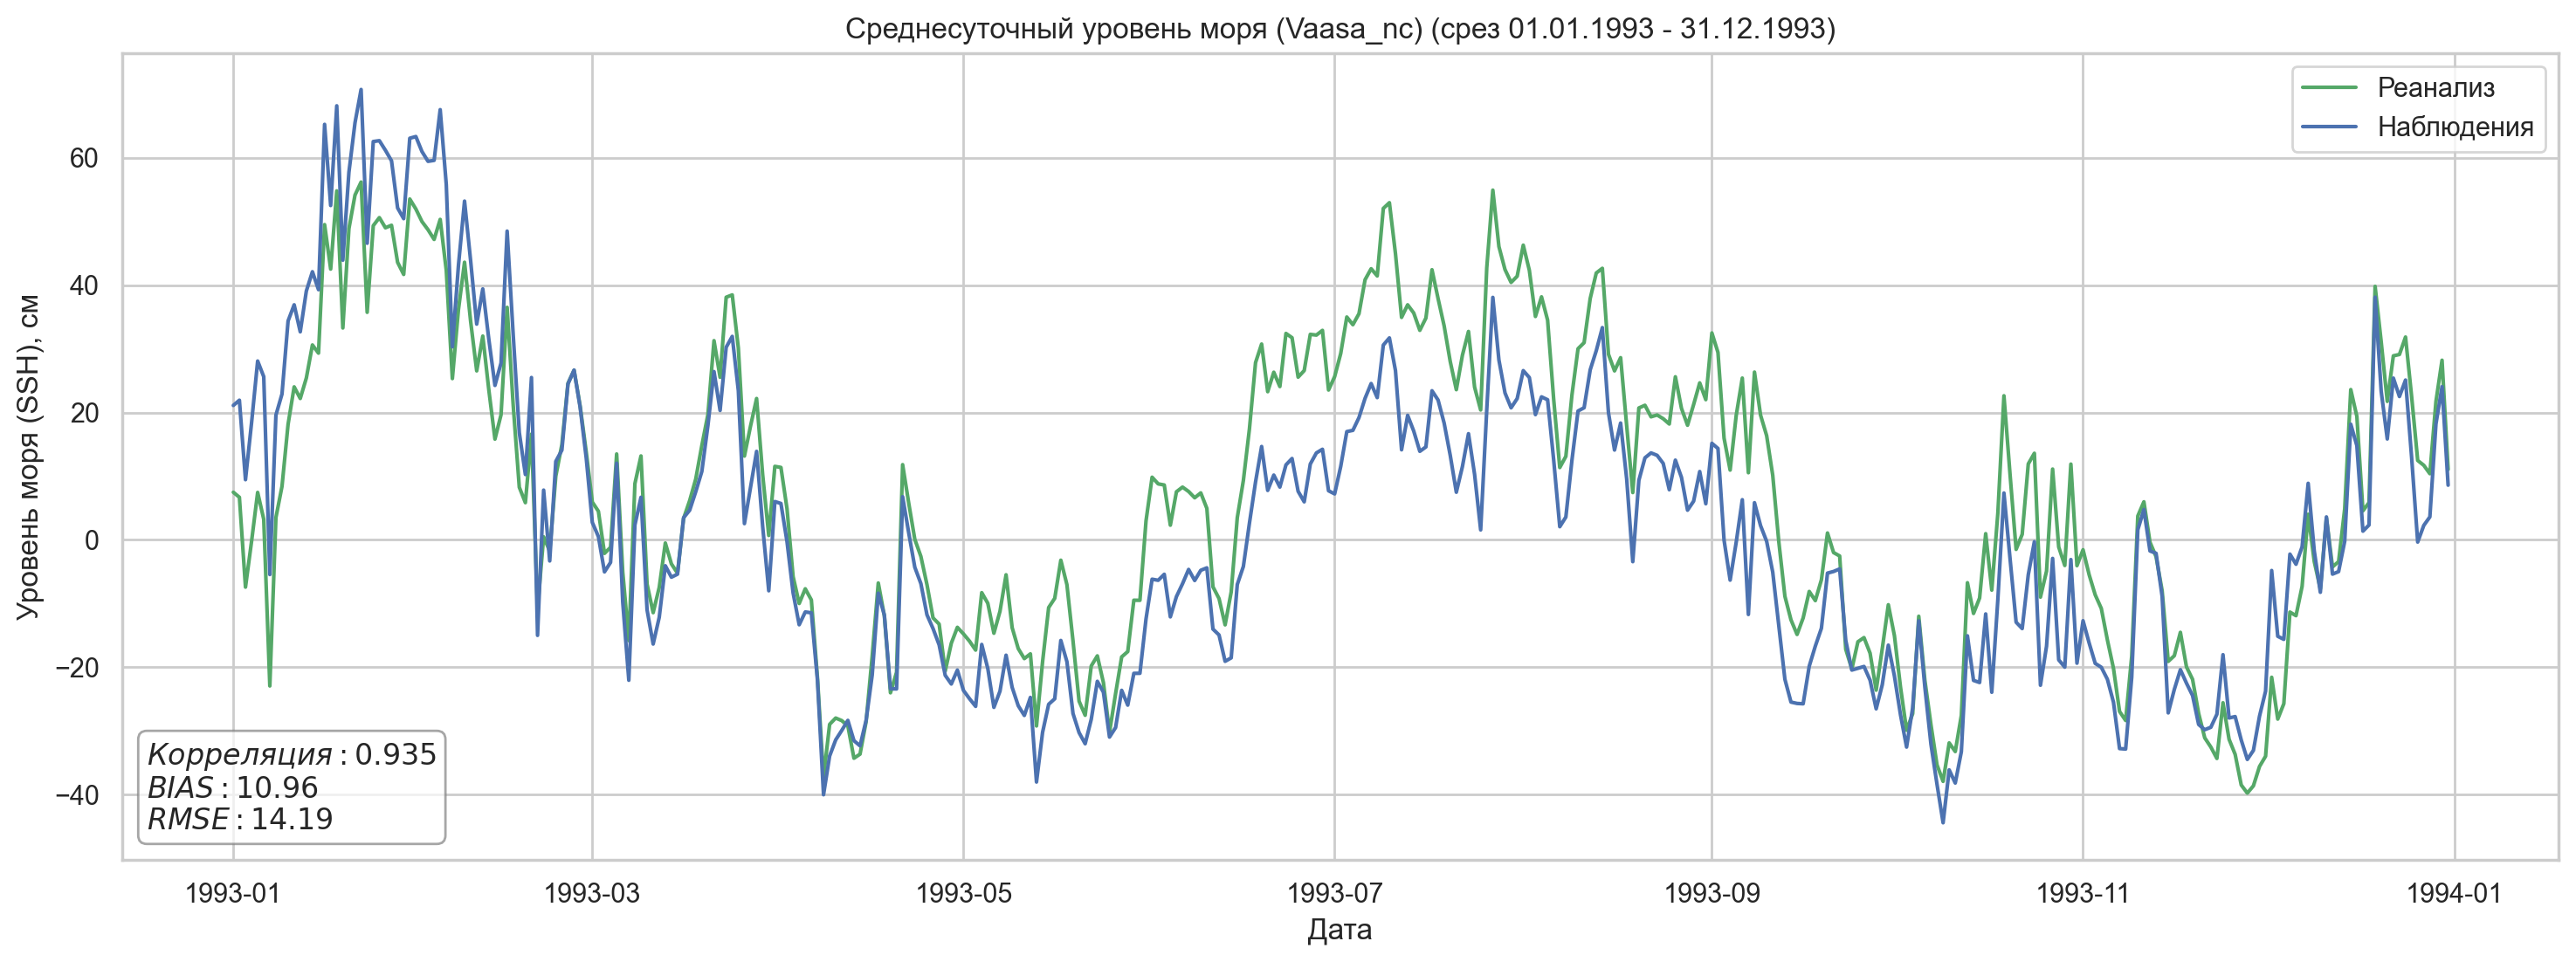 Среднесуточный уровень моря (Vaasa_nc) (срез 01.01.1993 - 31.12.1993)
Реанализ
Наблюдения
Уровень моря (SSH), см
60
40
20
0
−20
−40
Корреляция : 0.935
BIAS : 10.96
RMSE : 14.19
1993-01 1993-03 1993-05 1993-07 1993-09 1993-11 1994-01
Дата